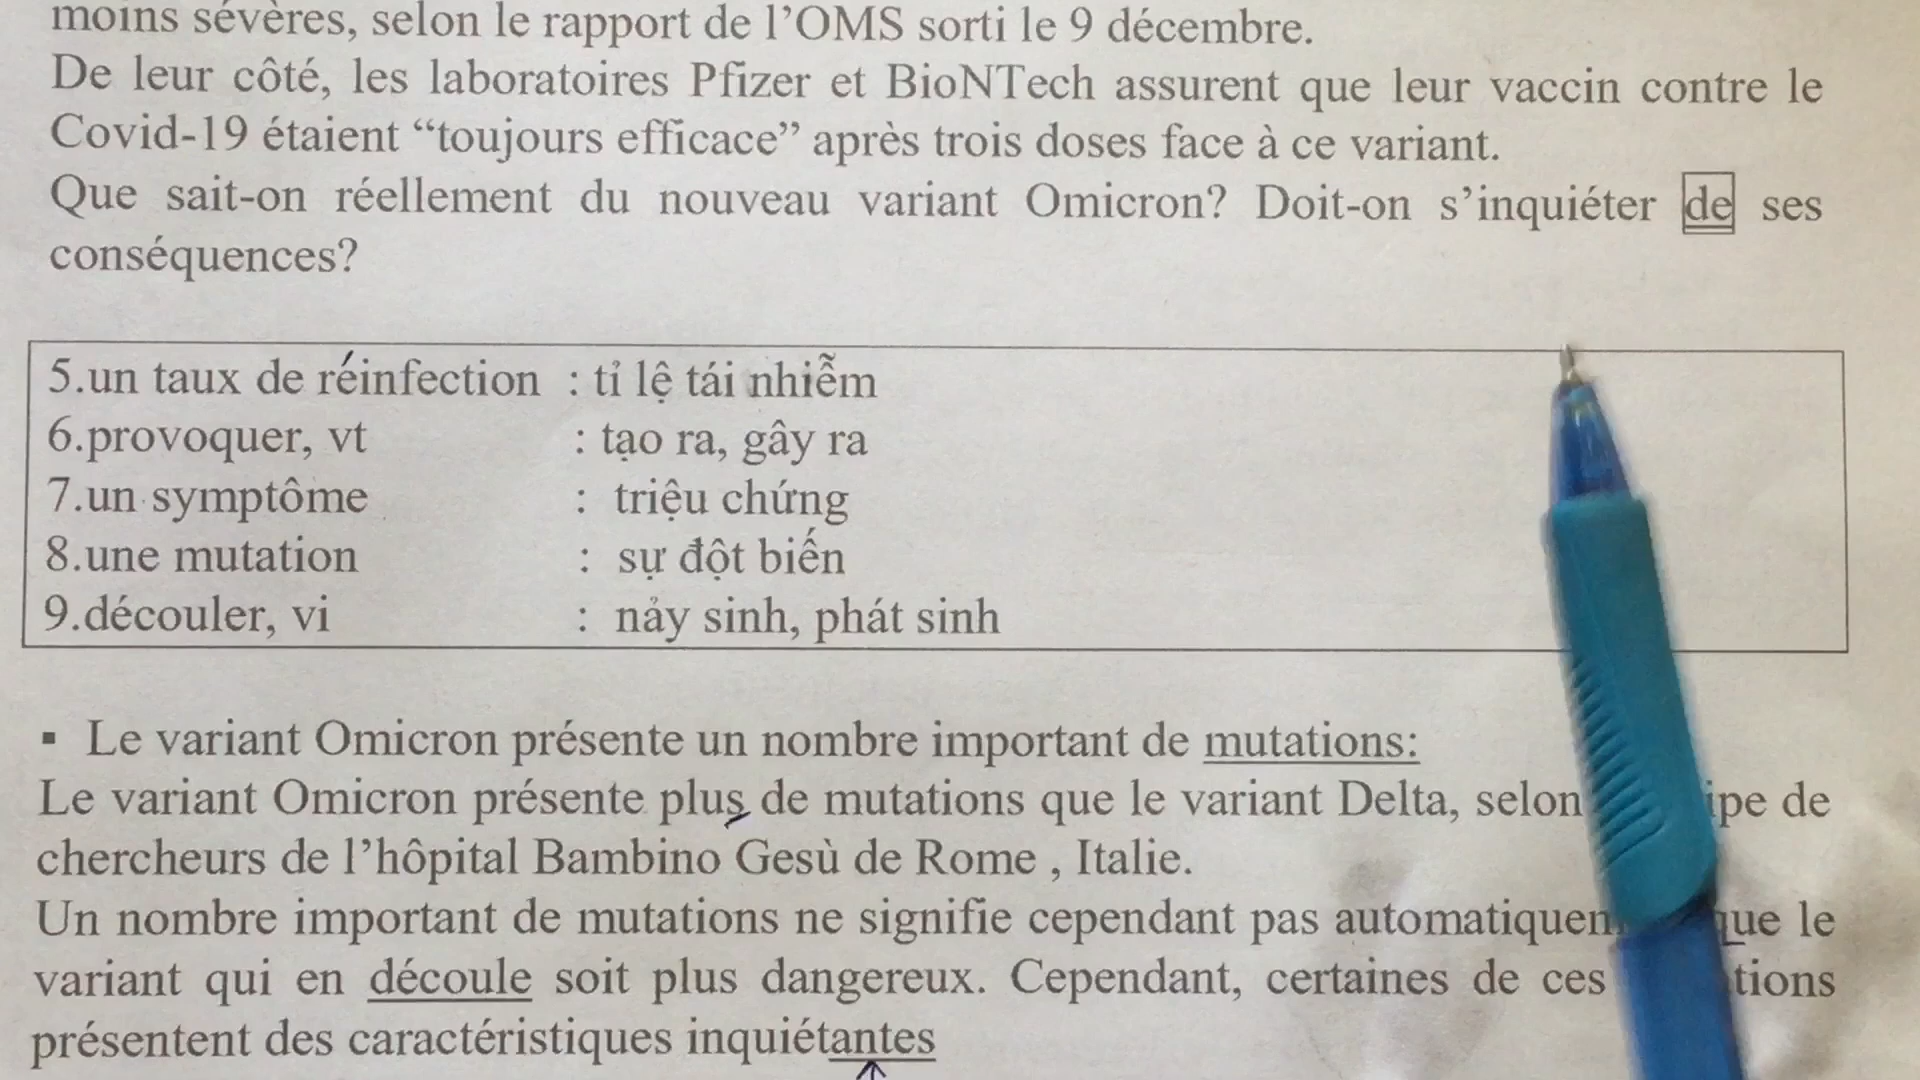 moins sévères, selon le rapport de l’OMS sorti le 9 décembre.
De leur côté, les laboratoires Pfizer et BioNTech assurent que leur vaccin contre le
Covid-19 étaient “toujours efficace” après trois doses face à ce variant.
Que sait-on réellement du nouveau variant Omicron? Doit-on s’inquiéter de ses
conséquences?
5.un taux de réinfection : tỉ lệ tái nhiễm
6.provoquer, vt : tạo ra, gây ra
7.un symptôme : triệu chứng
8.une mutation : sự đột biến
9.découler, vi : nảy sinh, phát sinh
▪ Le variant Omicron présente un nombre important de mutations:
Le variant Omicron présente plus de mutations que le variant Delta, selon de
chercheurs de l’hôpital Bambino Gesù de Rome , Italie.
Un nombre important de mutations ne signifie cependant pas le
variant qui en découle soit plus dangereux. Cependant, certaines de ces
présentent des caractéristiques inquiétantes